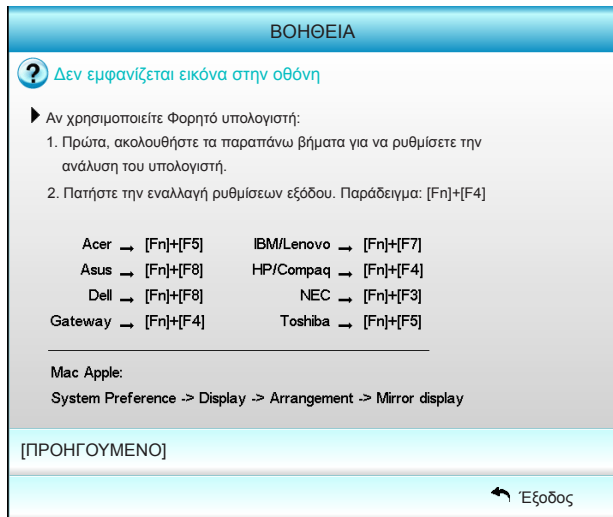 ΒΟΗΘΕΙΑ
? Δεν εμφανίζεται εικόνα στην οθόνη
Αν χρησιμοποιείτε Φορητό υπολογιστή:
1. Πρώτα, ακολουθήστε τα παραπάνω βήματα για να ρυθμίσετε την
ανάλυση του υπολογιστή.
2. Πατήστε την εναλλαγή ρυθμίσεων εξόδου. Παράδειγμα: [Fn]+[F4]
Acer → [Fn]+[F5] IBM/Lenovo → [Fn]+[F7]
Asus → [Fn]+[F8] HP/Compaq → [Fn]+[F4]
Dell → [Fn]+[F8] NEC → [Fn]+[F3]
Gateway → [Fn]+[F4] Toshiba → [Fn]+[F5]
Mac Apple:
System Preference -> Display -> Arrangement -> Mirror display
[ΠΡΟΗΓΟΥΜΕΝΟ]
Έξοδος